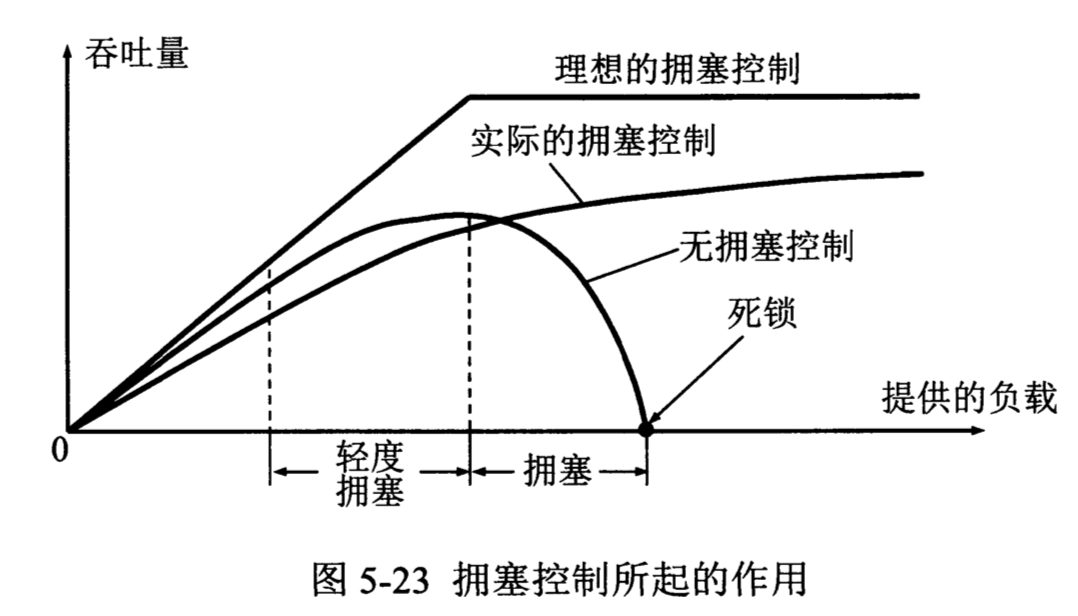 吞吐量
理想的拥塞控制
实际的拥塞控制
无拥塞控制
死锁
提供的负载
0
轻度
拥塞
拥塞
图 5-23 拥塞控制所起的作用